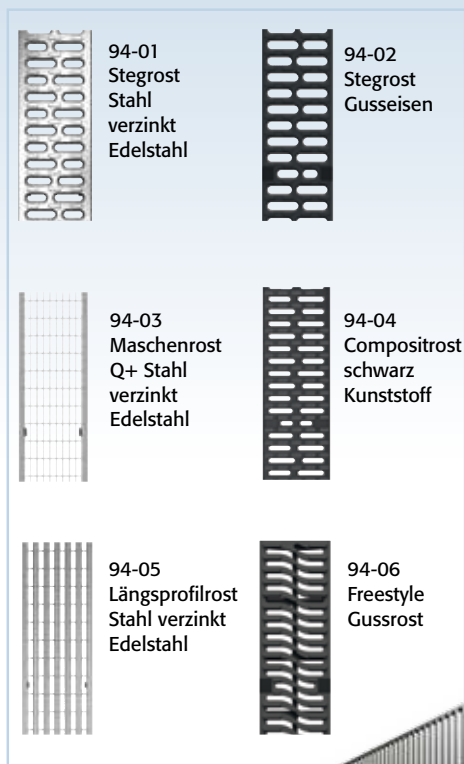 94-01
Stegrost
Stahl
verzinkt
Edelstahl
94-02
Stegrost
Gusseisen
94-03
Maschenrost
Q+ Stahl
verzinkt
Edelstahl
94-04
Compositrost
schwarz
Kunststoff
94-05
Längsprofilrost
Stahl verzinkt
Edelstahl
94-06
Freestyle
Gussrost